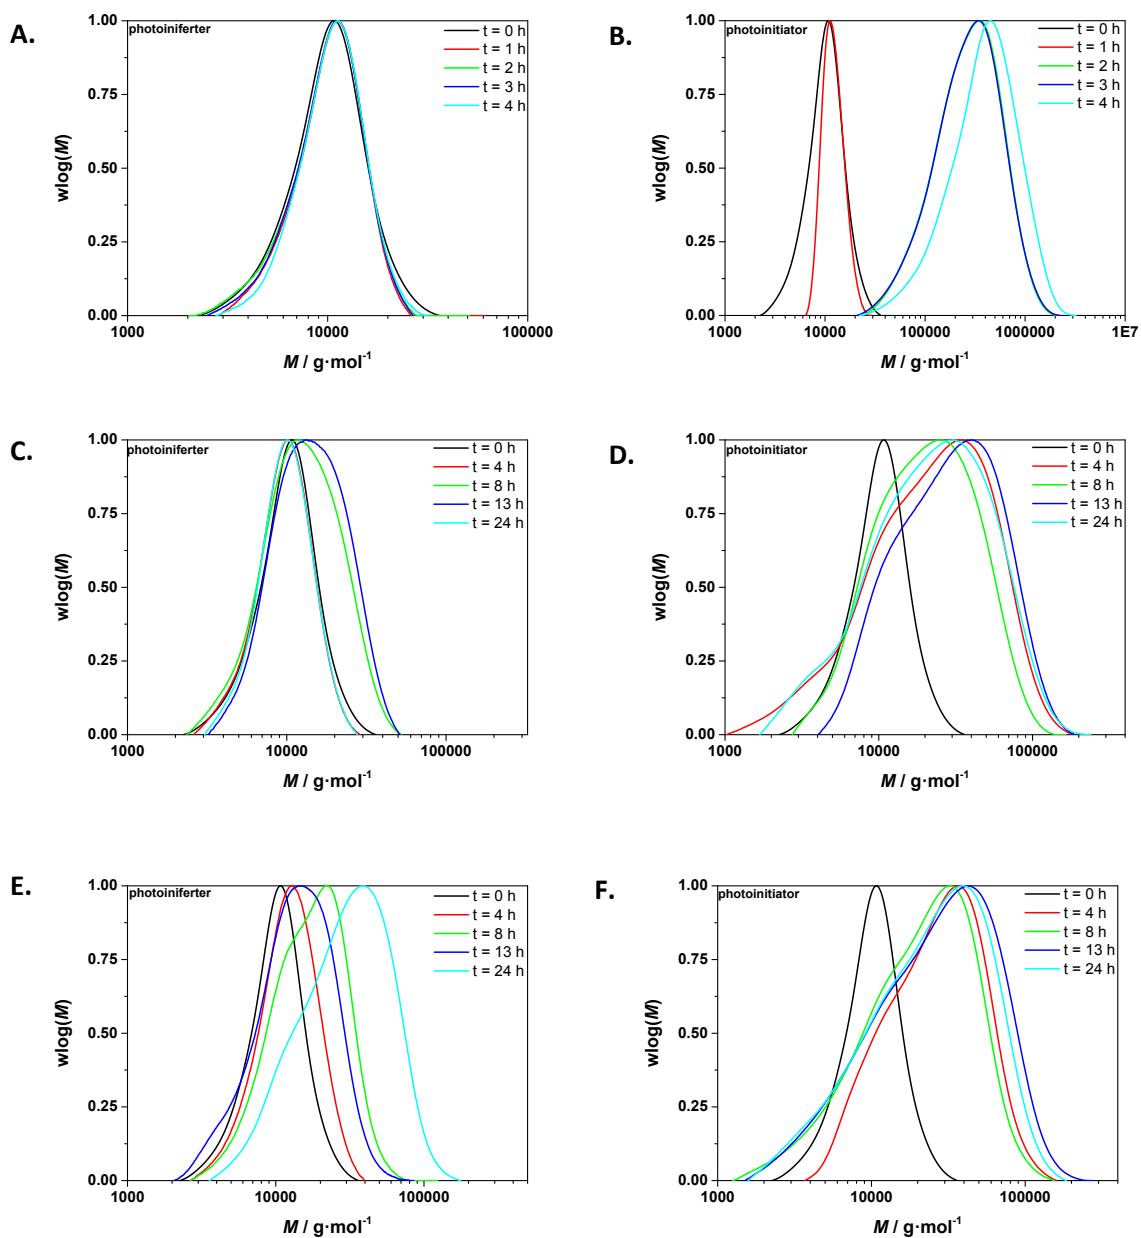 A.
photoiniferter
t = 0 h
t = 1 h
t = 2 h
t = 3 h
t = 4 h
1.00
0.75
0.50
0.25
0.00
wlog(M)
1000
10000
100000
M / g·mol⁻¹
B.
photoinitiator
t = 0 h
t = 1 h
t = 2 h
t = 3 h
t = 4 h
1.00
0.75
0.50
0.25
0.00
wlog(M)
1000
10000
100000
1000000
1E7
M / g·mol⁻¹
C.
photoiniferter
t = 0 h
t = 4 h
t = 8 h
t = 13 h
t = 24 h
1.00
0.75
0.50
0.25
0.00
wlog(M)
1000
10000
100000
M / g·mol⁻¹
D.
photoinitiator
t = 0 h
t = 4 h
t = 8 h
t = 13 h
t = 24 h
1.00
0.75
0.50
0.25
0.00
wlog(M)
1000
10000
100000
M / g·mol⁻¹
E.
photoiniferter
t = 0 h
t = 4 h
t = 8 h
t = 13 h
t = 24 h
1.00
0.75
0.50
0.25
0.00
wlog(M)
1000
10000
100000
M / g·mol⁻¹
F.
photoinitiator
t = 0 h
t = 4 h
t = 8 h
t = 13 h
t = 24 h
1.00
0.75
0.50
0.25
0.00
wlog(M)
1000
10000
100000
M / g·mol⁻¹